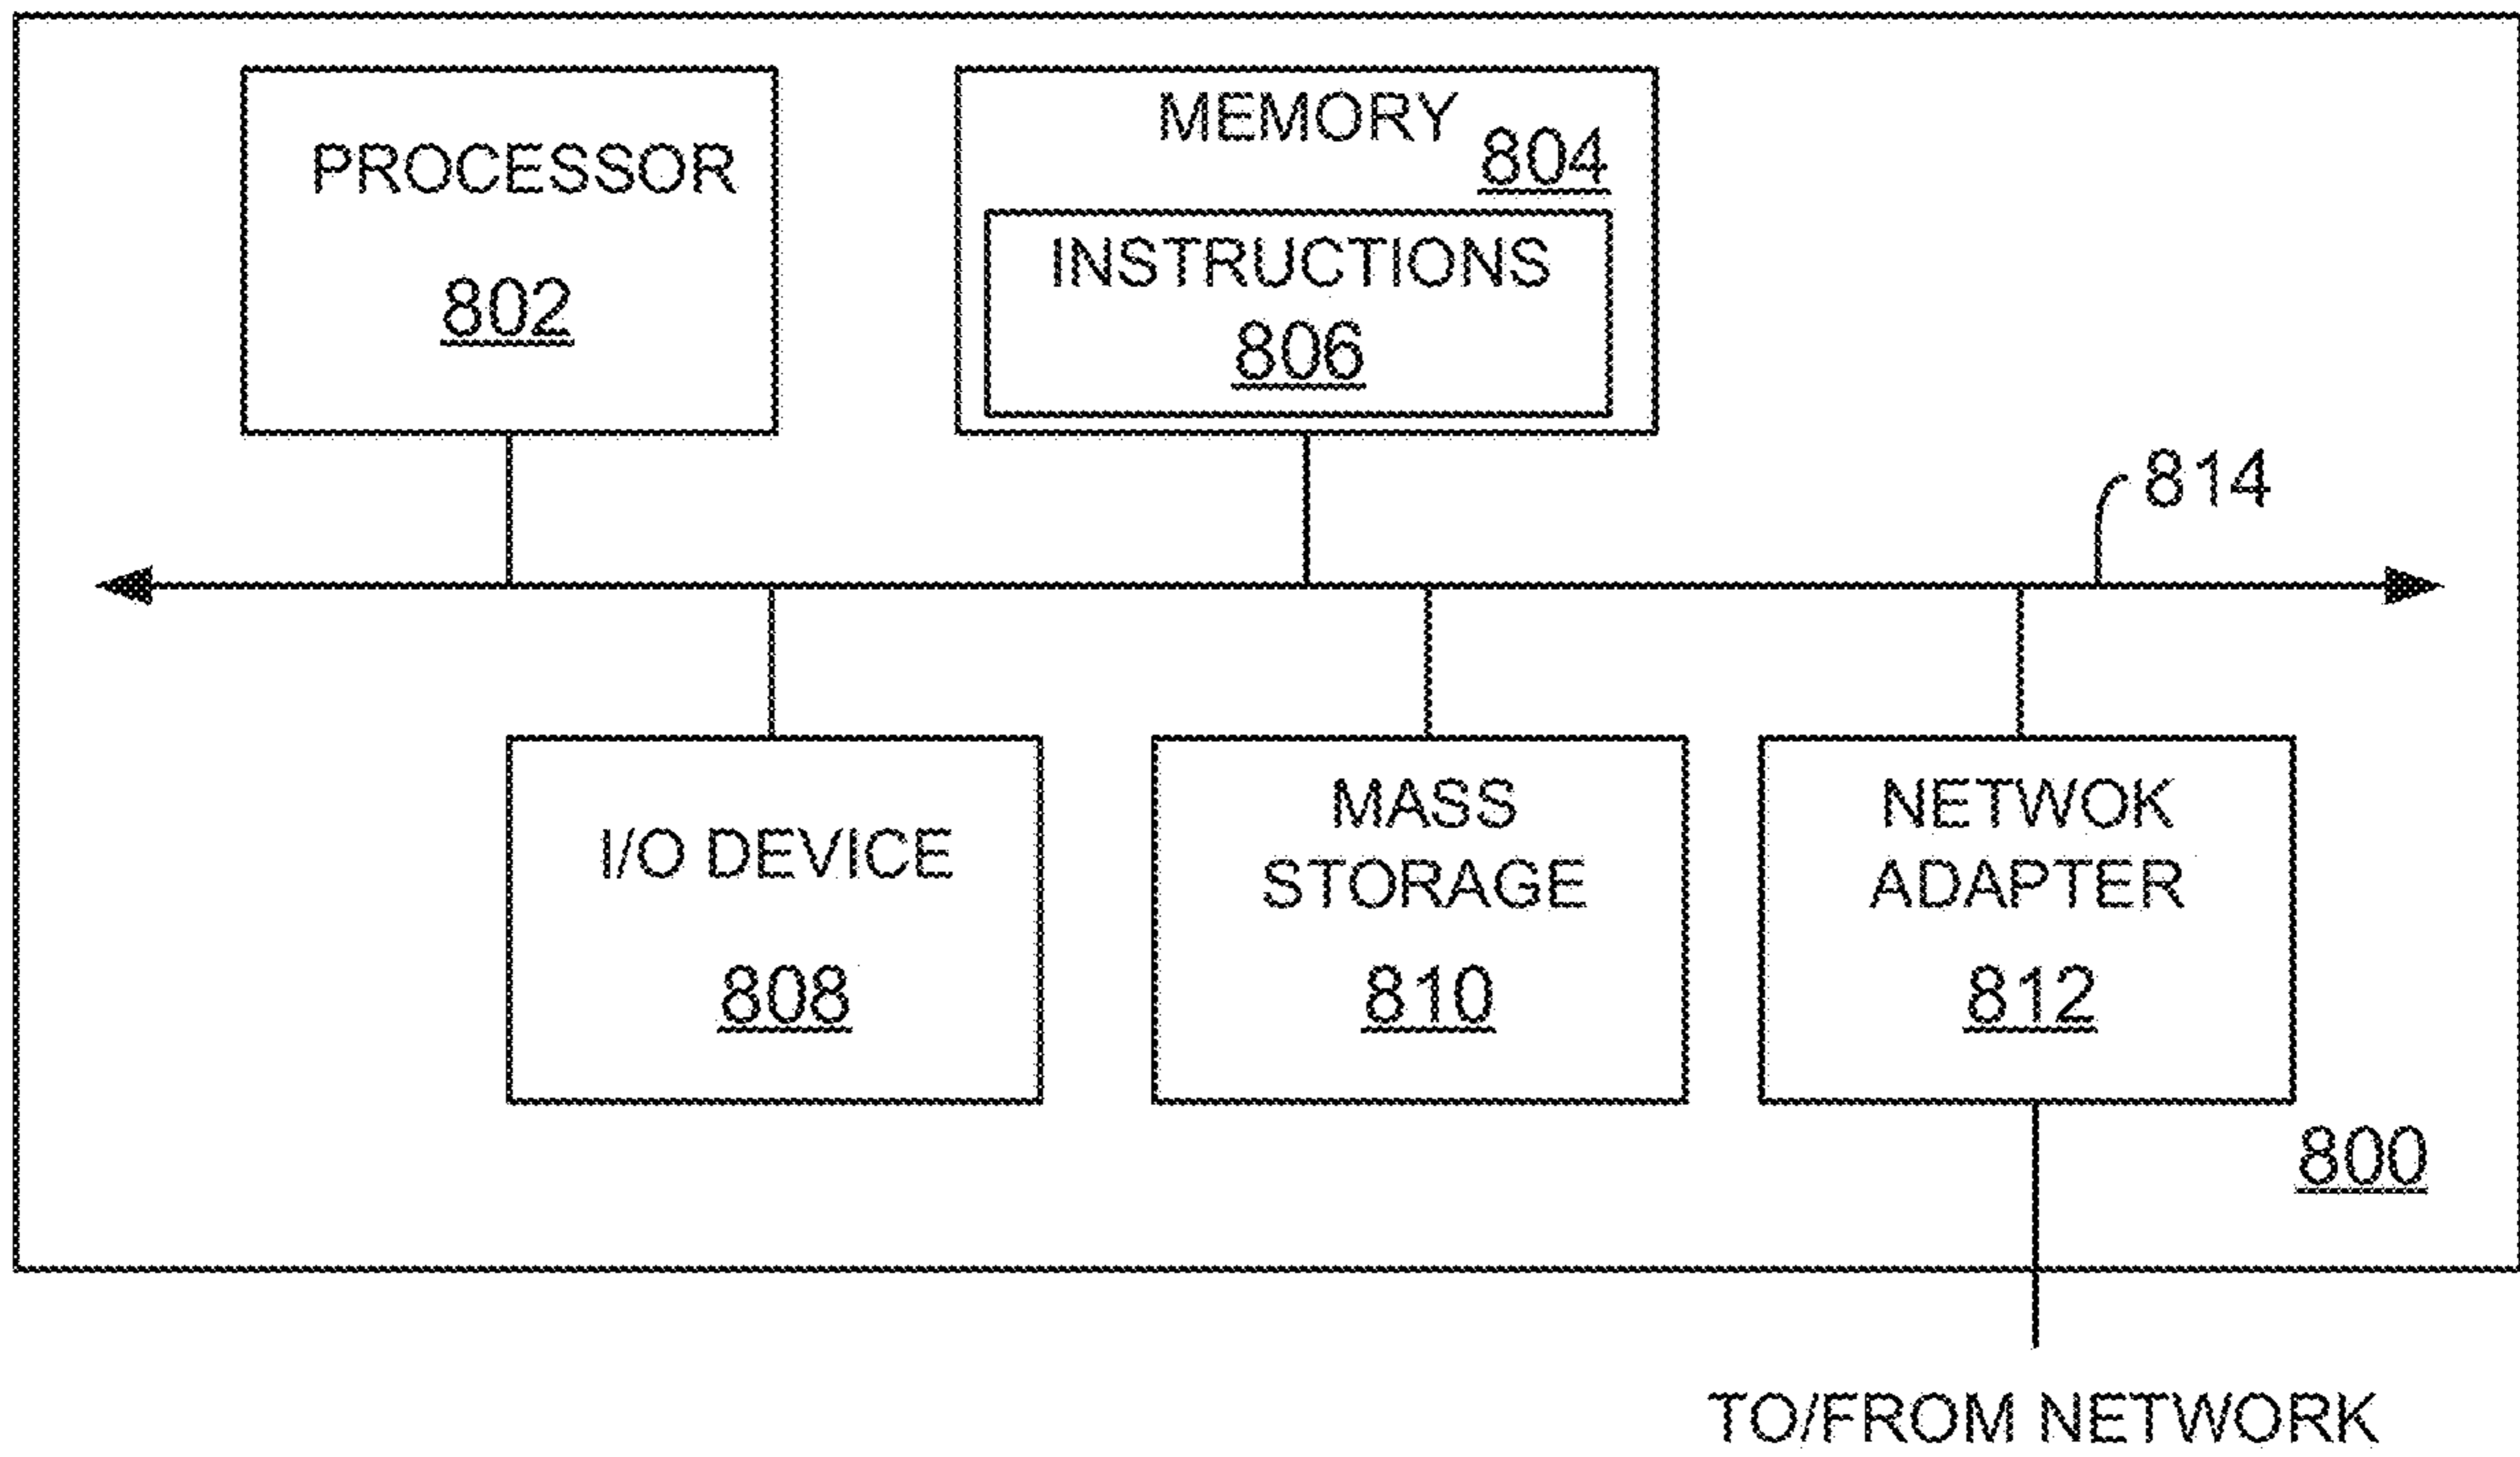 PROCESSOR
802
MEMORY
804
INSTRUCTIONS
806
814
I/O DEVICE
808
MASS
STORAGE
810
NETWOK
ADAPTER
812
800
TO/FROM NETWORK